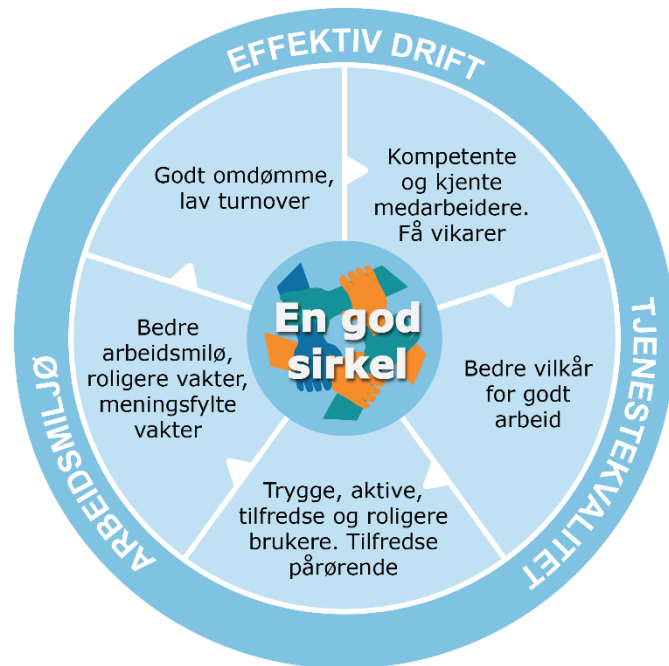 EFFEKTIV DRIFT
Godt omdømme,
lav turnover
Kompetente
og kjente
medarbeidere.
Få vikarer
En god
sirkel
Bedre
arbeidsmilø,
roligere vakter,
meningsfylte
vakter
Bedre vilkår
for godt
arbeid
Trygge, aktive,
tilfredse og roligere
brukere. Tilfredse
pårørende
ARBEIDSMILJØ
TJENESTEKVALITET